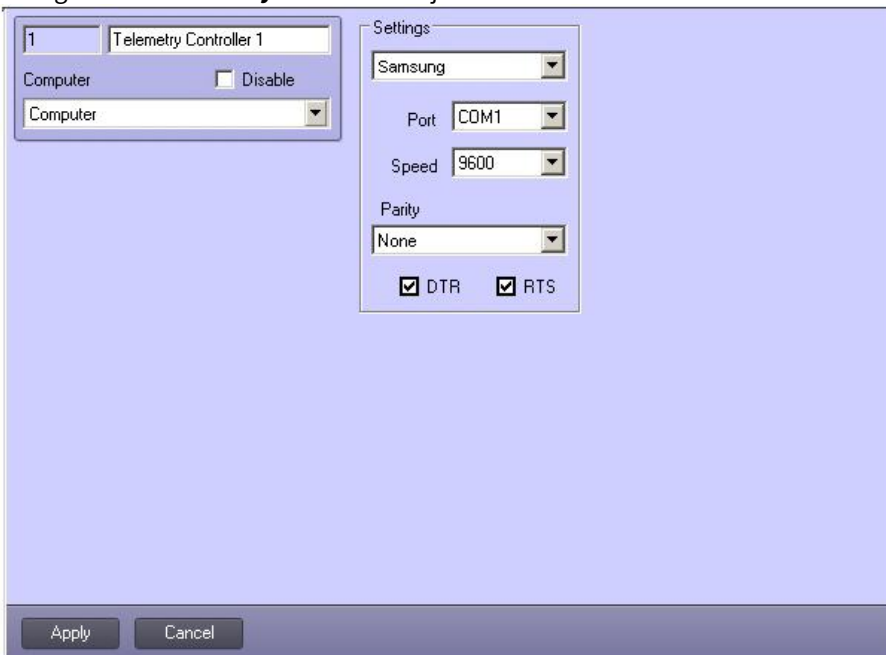 1
Telemetry Controller 1
Computer
Disable
Computer
Settings
Samsung
Port
COM1
Speed
9600
Parity
None
DTR
RTS
Apply
Cancel